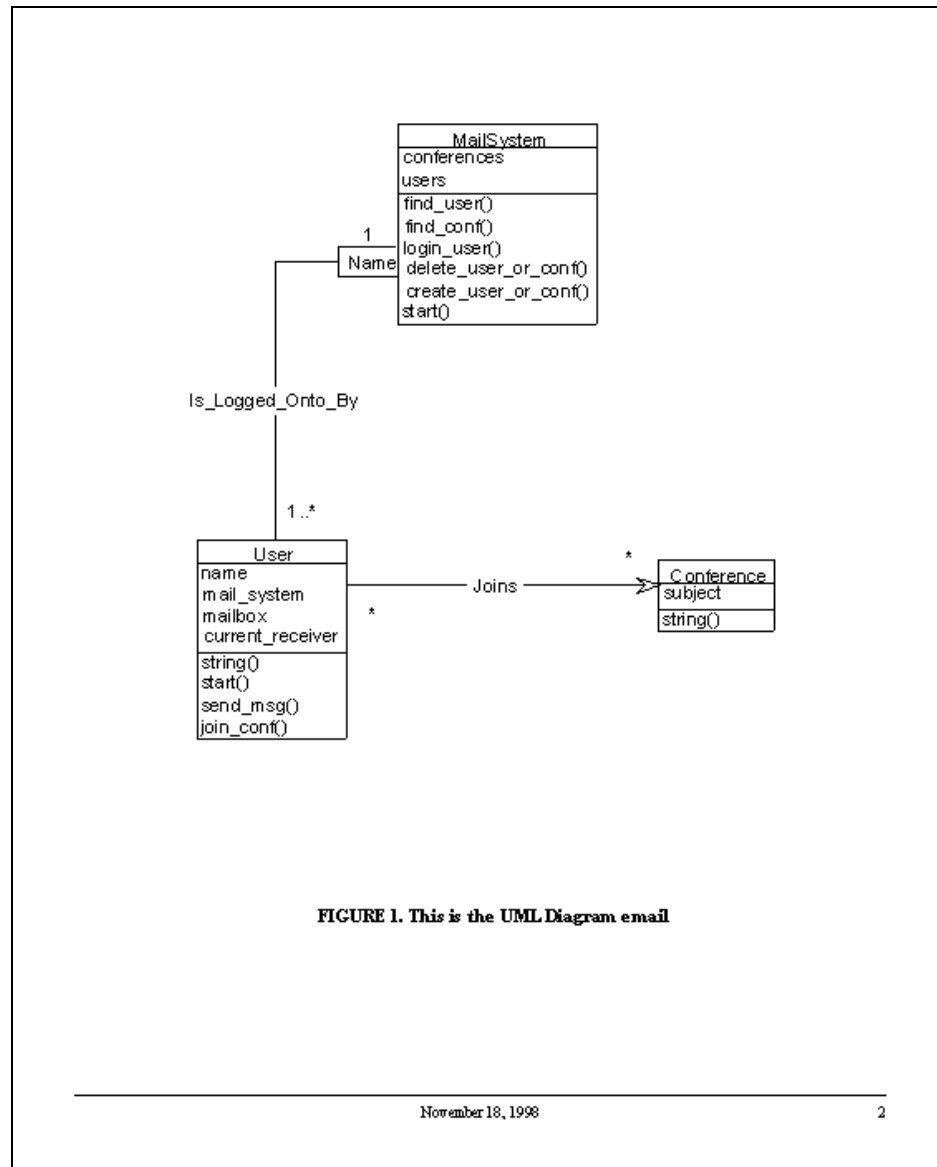 MailSystem
conferences
users
find_user()
find_conf()
login_user()
delete_user_or_conf()
create_user_or_conf()
start()
1
Name
Is_Logged_Onto_By
1..*
User
name
mail_system
mailbox
current_receiver
string()
start()
send_msg()
join_conf()
*
Joins
*
Conference
subject
string()
FIGURE 1. This is the UML Diagram email
November 18, 1998 2